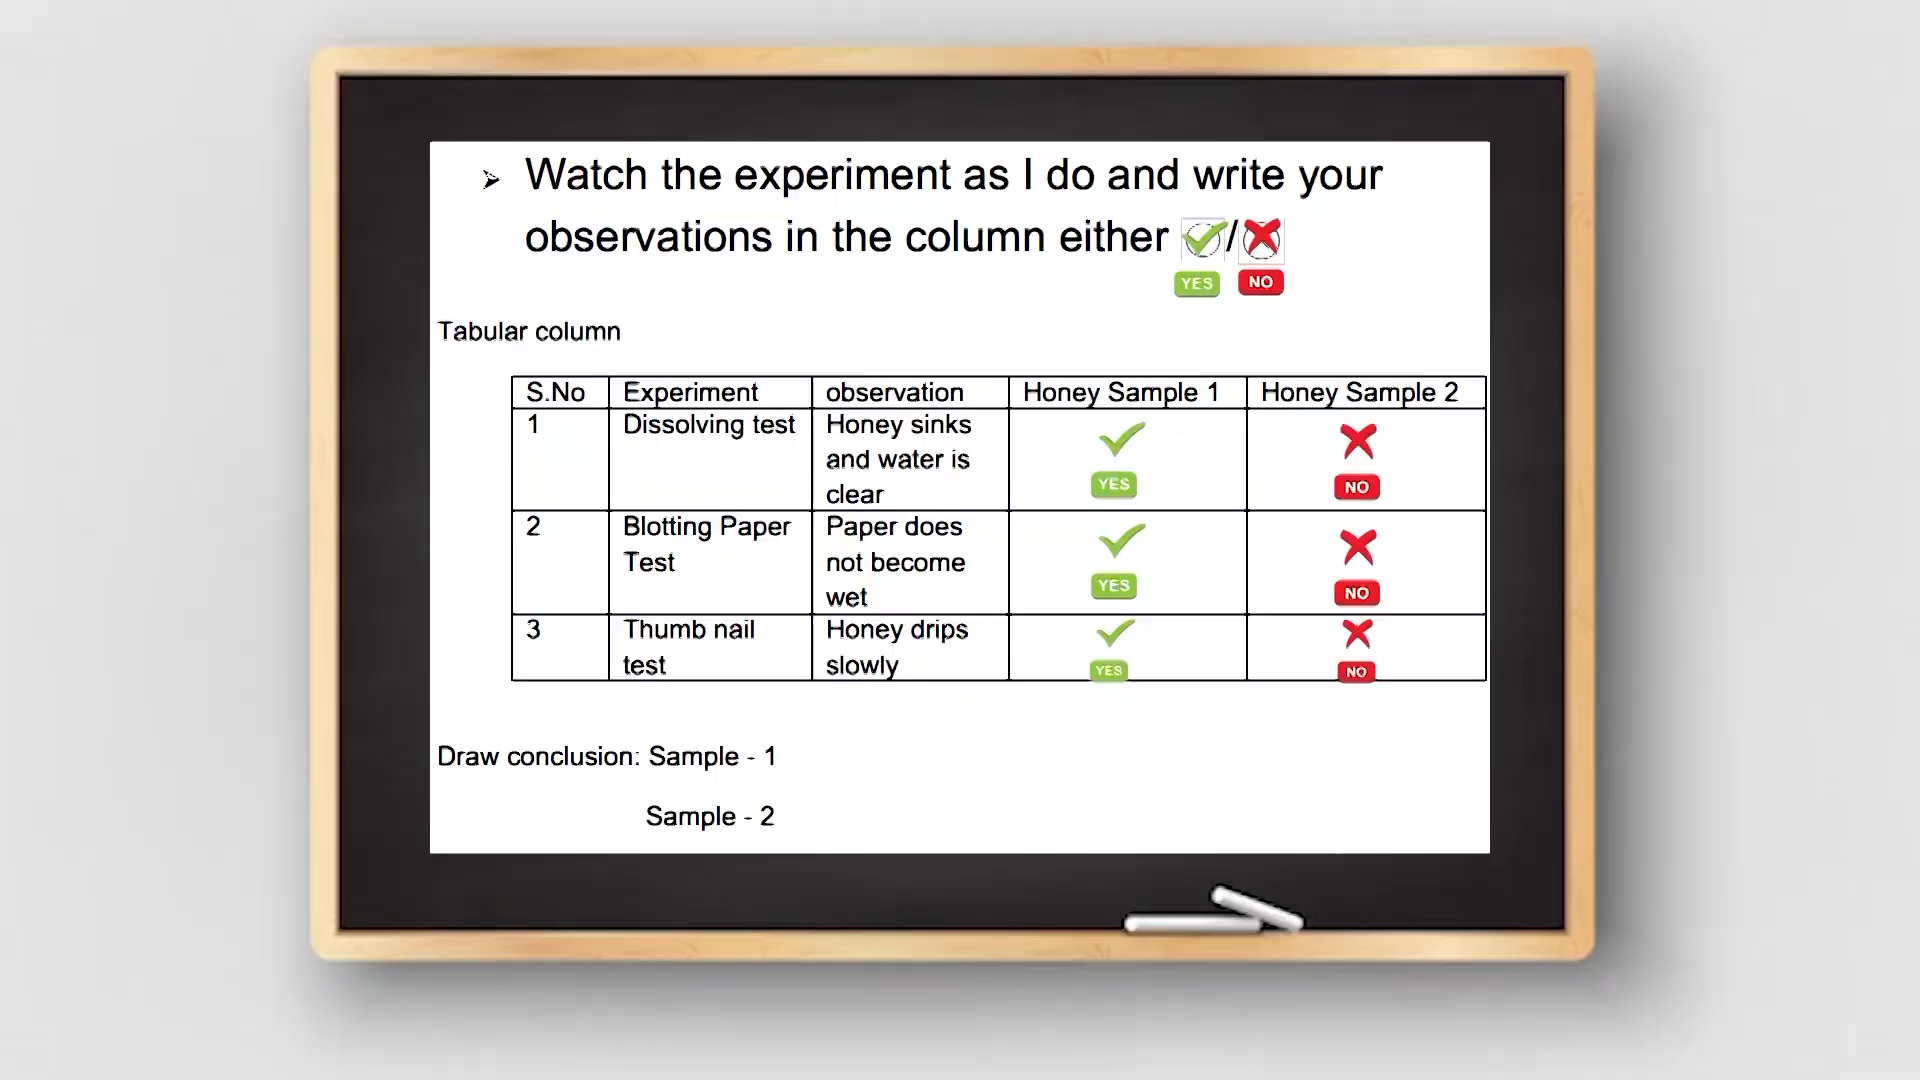 Watch the experiment as I do and write your
observations in the column either /
YES NO
Tabular column
S.No Experiment observation Honey Sample 1 Honey Sample 2
1 Dissolving test Honey sinks
and water is
clear
YES NO
2 Blotting Paper Paper does
Test not become
wet
YES NO
3 Thumb nail Honey drips
test slowly
YES NO
Draw conclusion: Sample - 1
Sample - 2